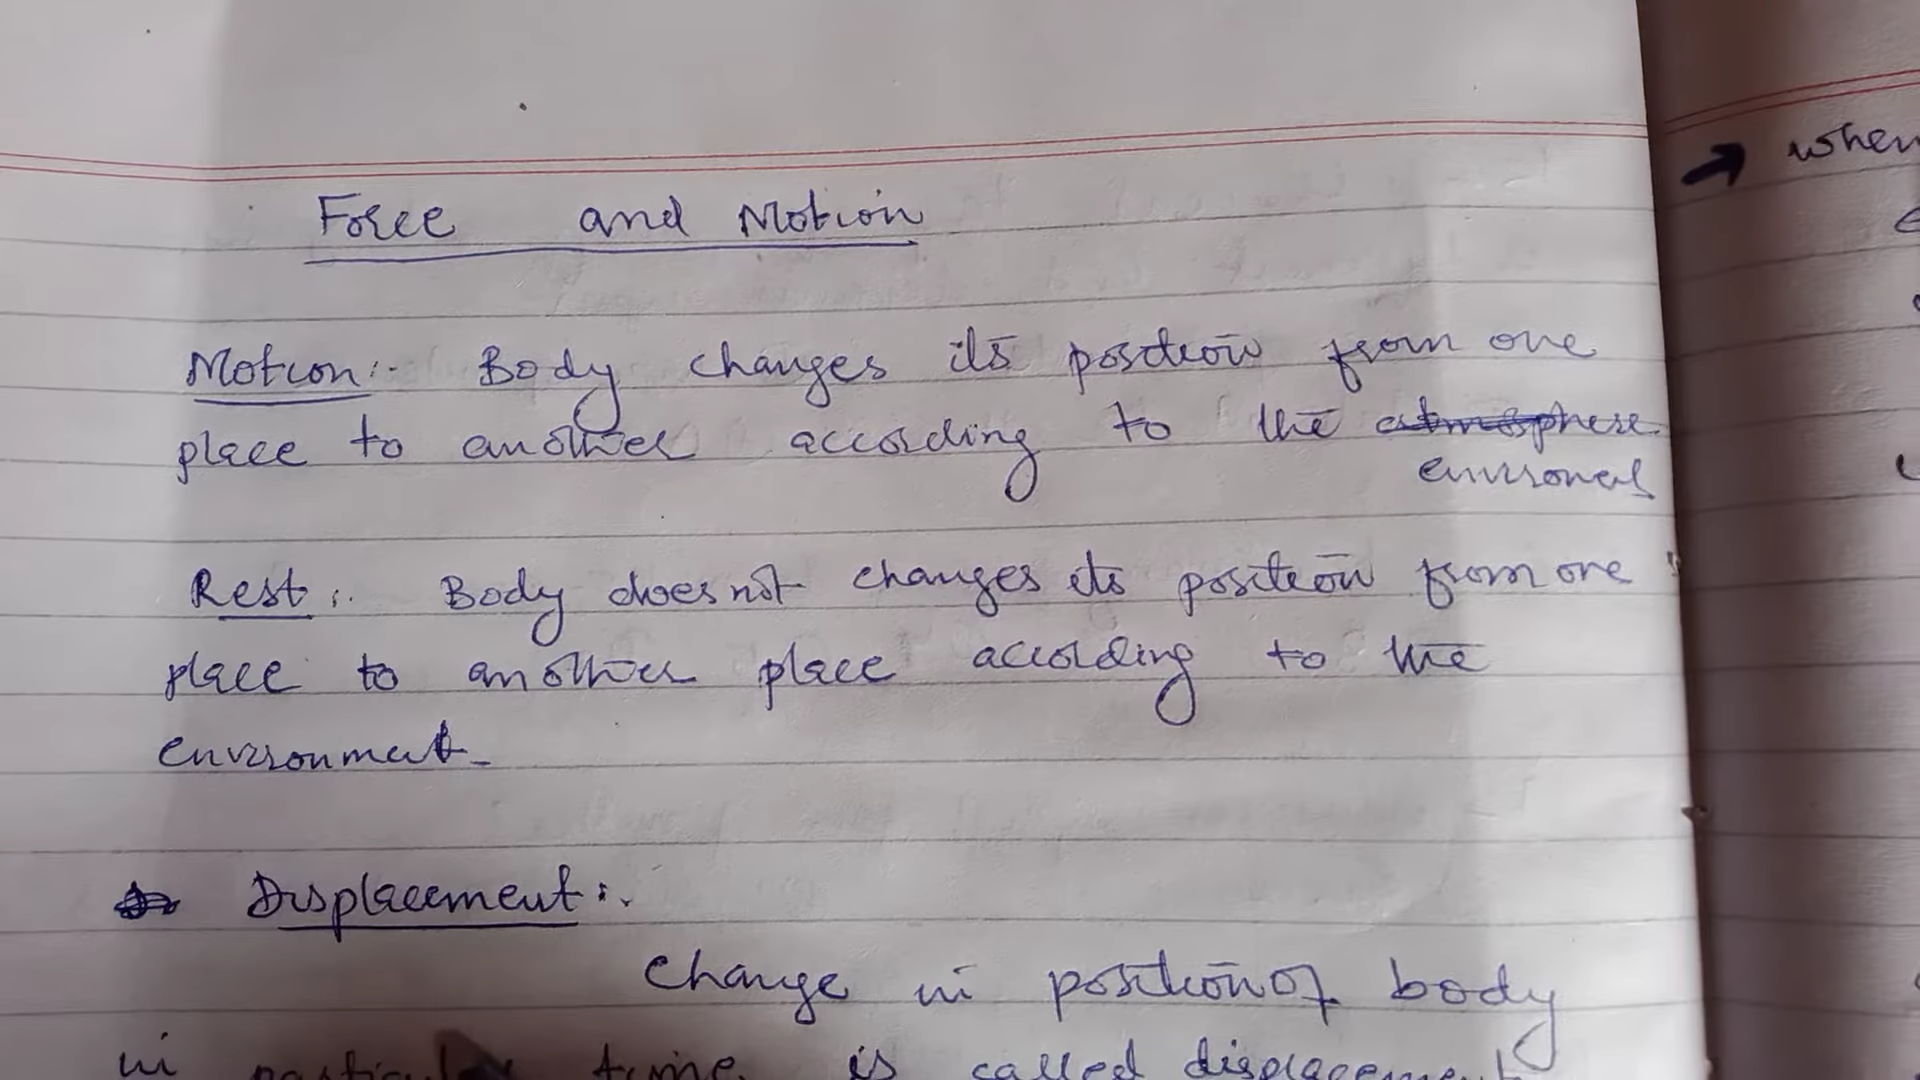 Force and Motion
Motion:- Body changes its position from one
place to another according to the atmosphere
enviroment
Rest:- Body does not changes its position from one
place to another place according to the
environment
Displacement:-
Change in position of body
in particular time is called displacement
when